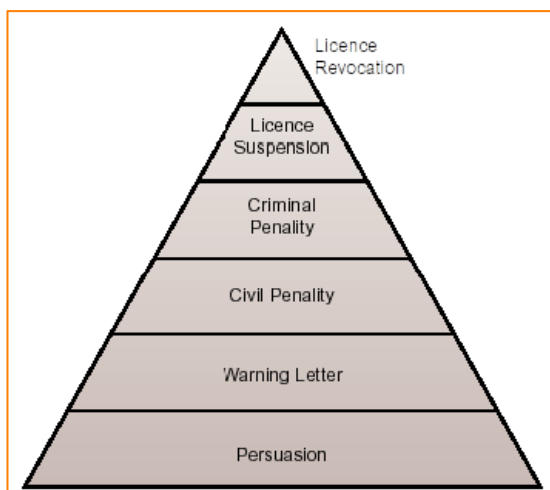 Licence
Revocation
Licence
Suspension
Criminal
Penality
Civil Penality
Warning Letter
Persuasion